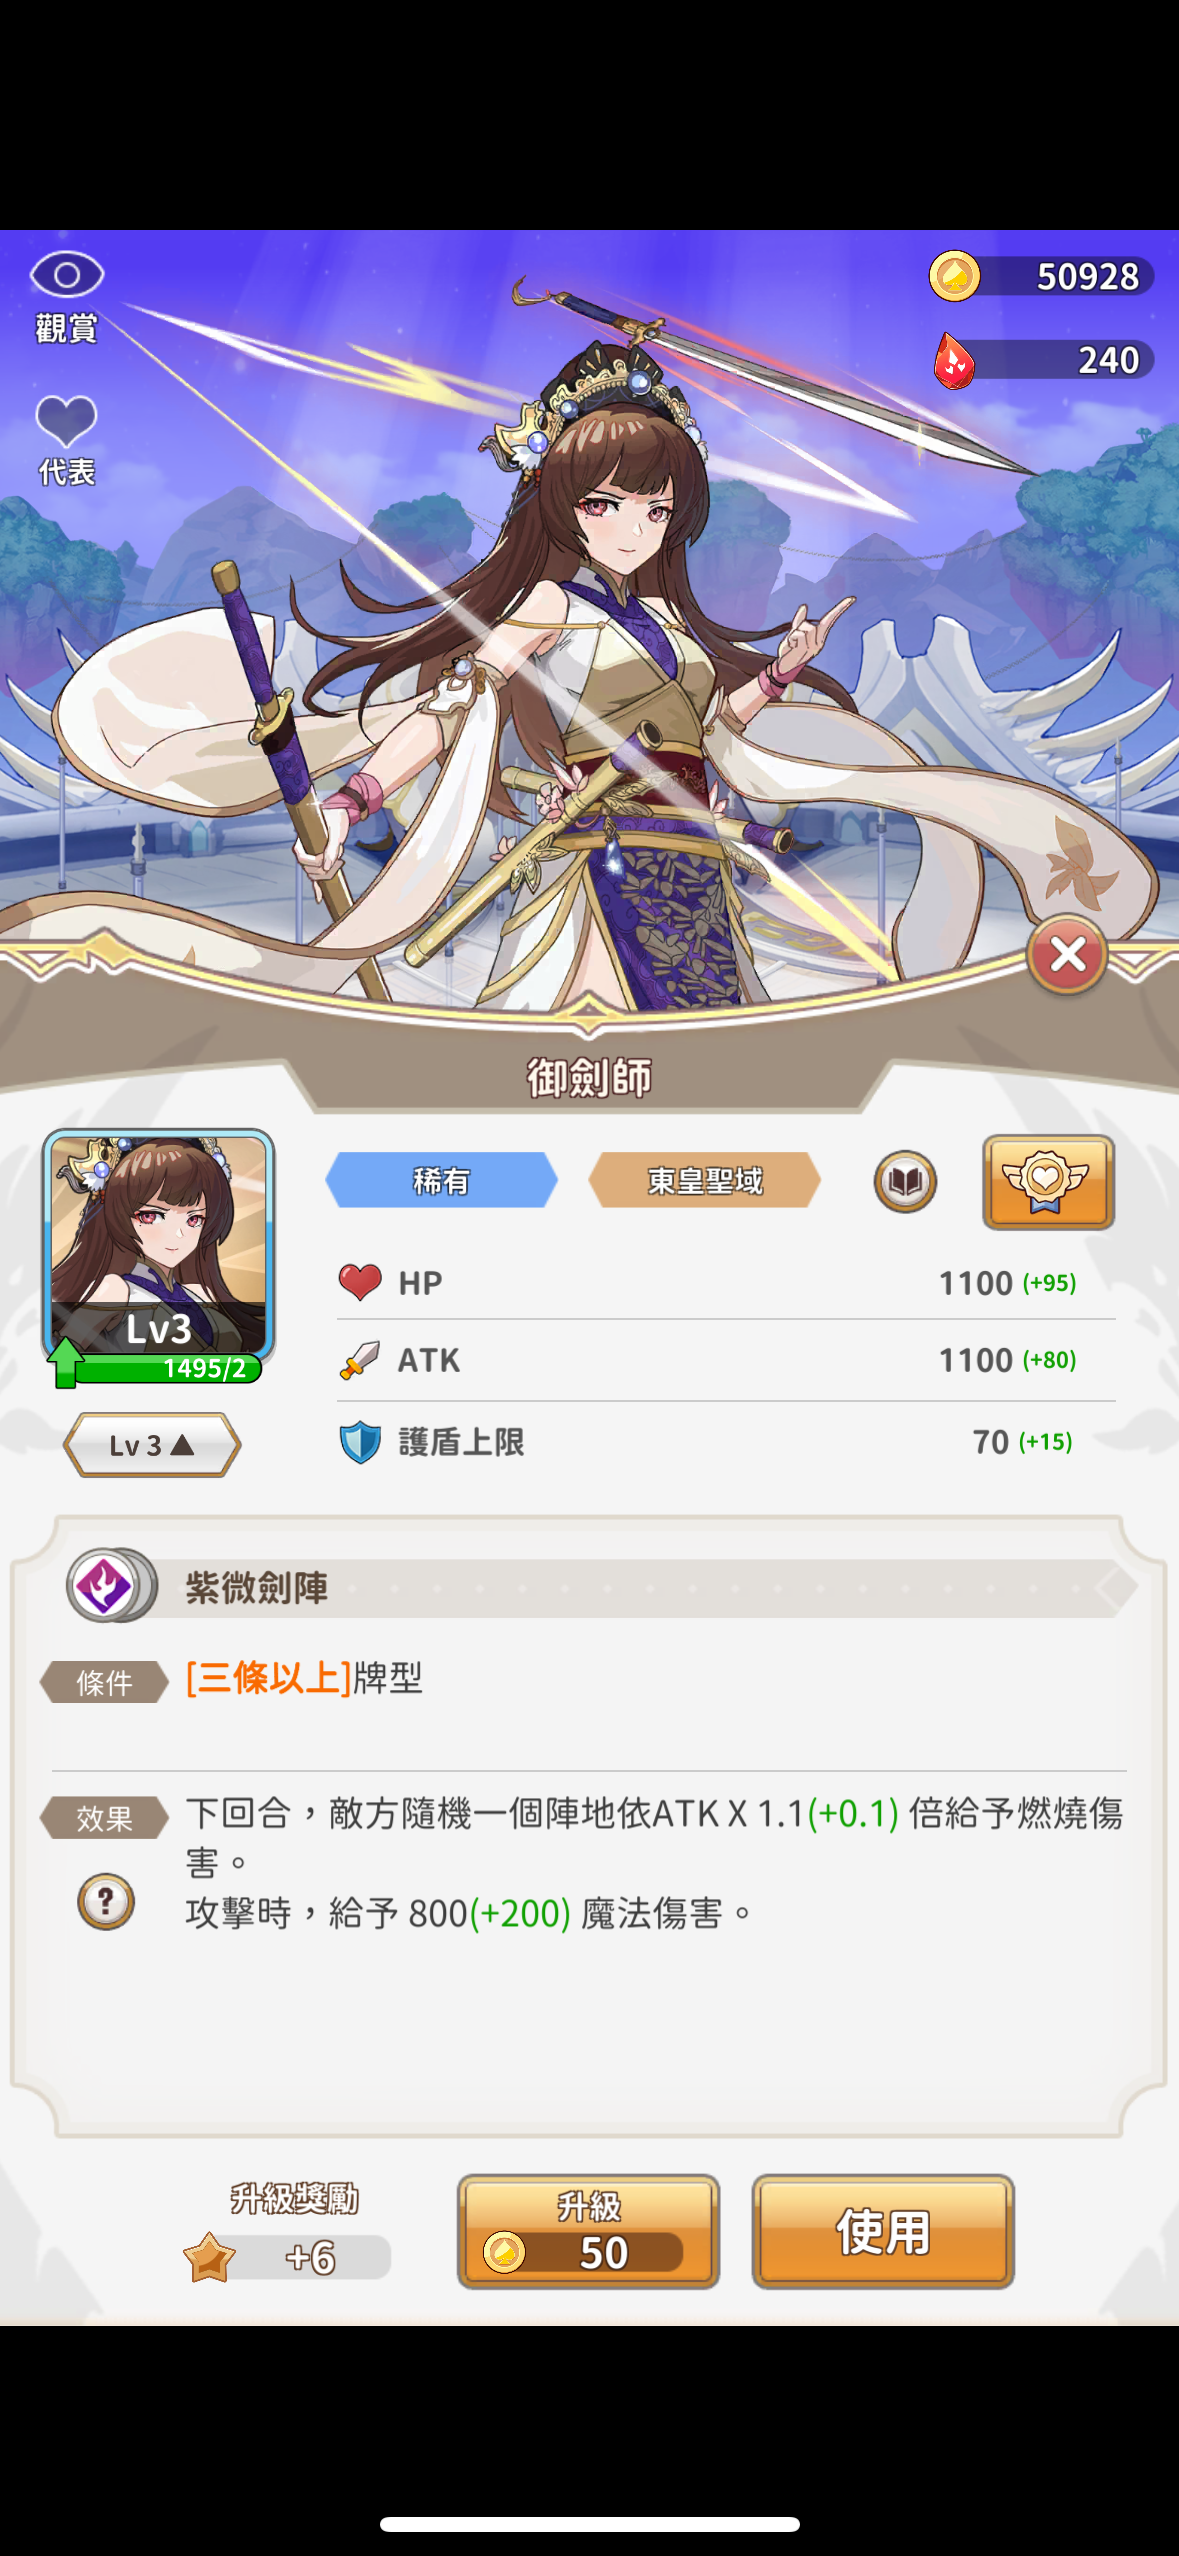 觀賞
50928
240
代表
御劍師
稀有
東皇聖域
HP
1100 (+95)
Lv3
1495/2
ATK
1100 (+80)
Lv 3 ▲
護盾上限
70 (+15)
紫微劍陣
條件
[三條以上]牌型
效果
下回合，敵方隨機一個陣地依ATK X 1.1(+0.1) 倍給予燃燒傷
害。
攻擊時，給予 800(+200) 魔法傷害。
?
升級獎勵
+6
升級
50
使用